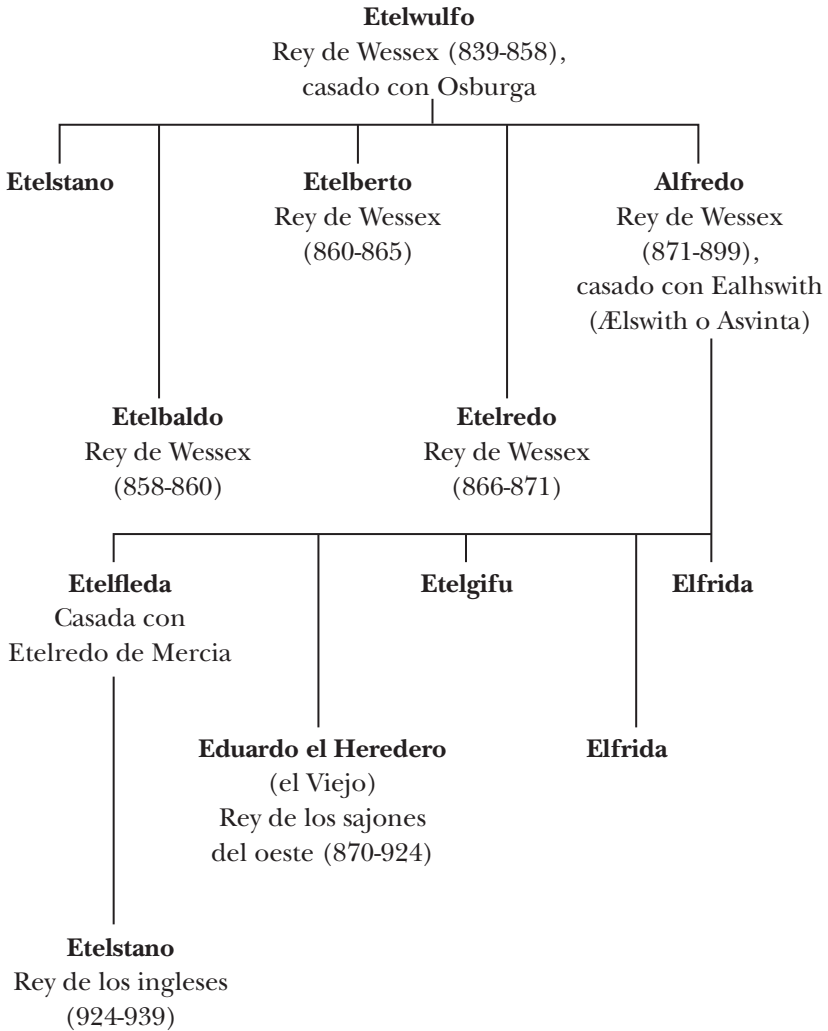 Etelwulfo
Rey de Wessex (839-858),
casado con Osburga
Etelstano
Etelberto
Rey de Wessex
(860-865)
Alfredo
Rey de Wessex
(871-899),
casado con Ealhswith
(Ælswith o Asvinta)
Etelbaldo
Rey de Wessex
(858-860)
Etelredo
Rey de Wessex
(866-871)
Etelfleda
Casada con
Etelredo de Mercia
Etelgifu
Elfrida
Eduardo el Heredero
(el Viejo)
Rey de los sajones
del oeste (870-924)
Elfrida
Etelstano
Rey de los ingleses
(924-939)